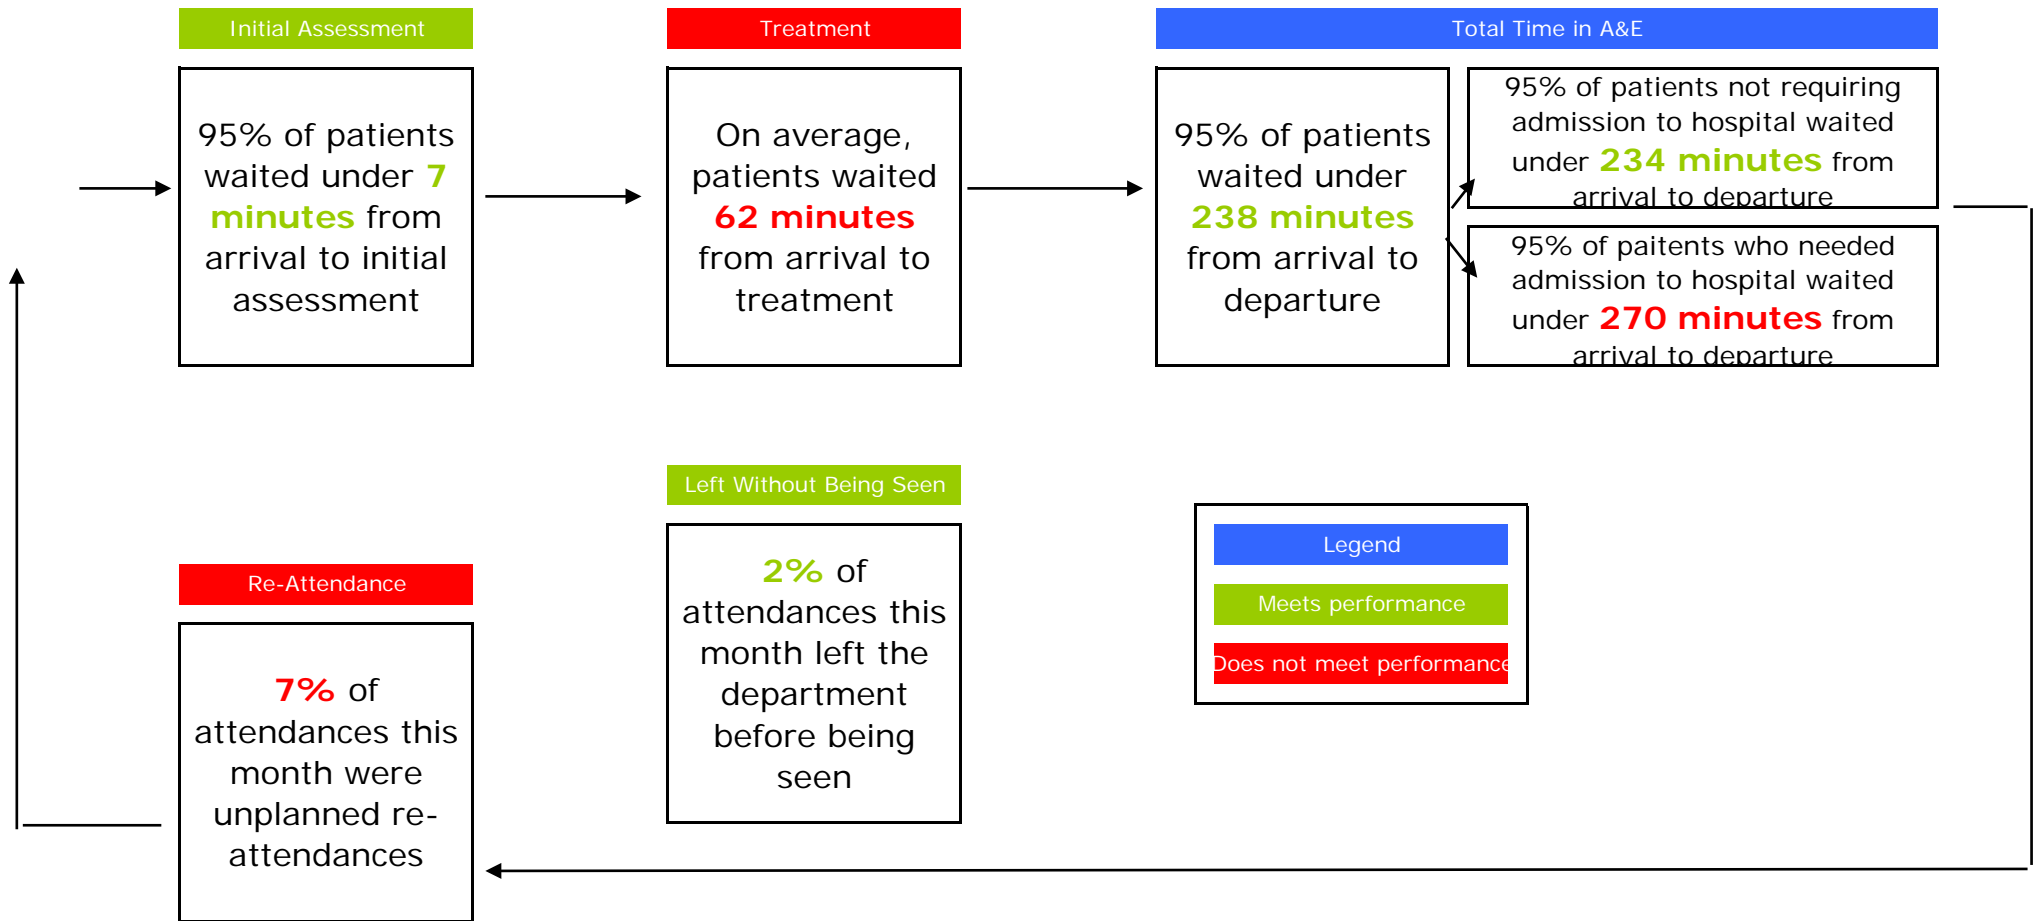 Initial Assessment
95% of patients
waited under 7
minutes from
arrival to initial
assessment
Treatment
On average,
patients waited
62 minutes
from arrival to
treatment
Total Time in A&E
95% of patients
waited under
238 minutes
from arrival to
departure
95% of patients not requiring
admission to hospital waited
under 234 minutes from
arrival to departure
95% of paitents who needed
admission to hospital waited
under 270 minutes from
arrival to departure
Left Without Being Seen
2% of
attendances this
month left the
department
before being
seen
Re-Attendance
7% of
attendances this
month were
unplanned re-
attendances
Legend
Meets performance
Does not meet performance